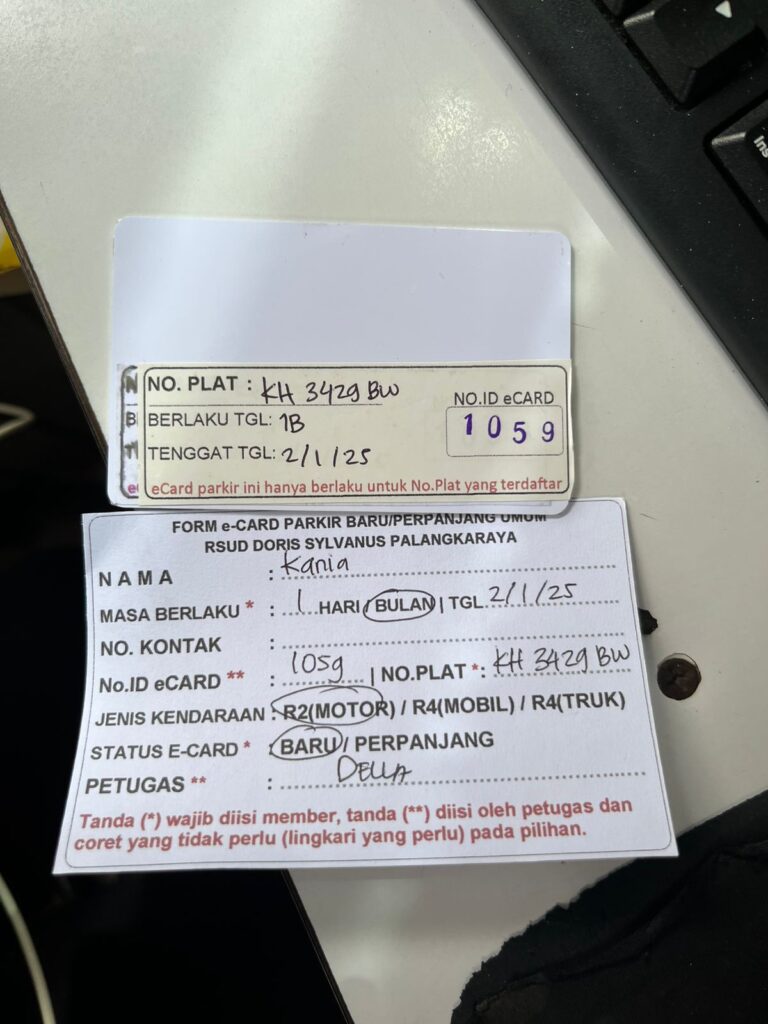 NO. PLAT : KH 3429 BW
NO.ID eCARD
BERLAKU TGL: 1B
1059
TENGGAT TGL: 2/1/25
eCard parkir ini hanya berlaku untuk No.Plat yang terdaftar
FORM e-CARD PARKIR BARU/PERPANJANG UMUM
RSUD DORIS SYLVANUS PALANGKARAYA
NAMA : Kania
MASA BERLAKU * : 1 HARI / BULAN | TGL. 2/1/25
NO. KONTAK :
No.ID eCARD ** : 1059 | NO.PLAT *: KH 3429 BW
JENIS KENDARAAN : R2(MOTOR) / R4(MOBIL) / R4(TRUK)
STATUS E-CARD * : BARU / PERPANJANG
PETUGAS ** : DELLA
Tanda (*) wajib diisi member, tanda (**) diisi oleh petugas dan
coret yang tidak perlu (lingkari yang perlu) pada pilihan.
Ins